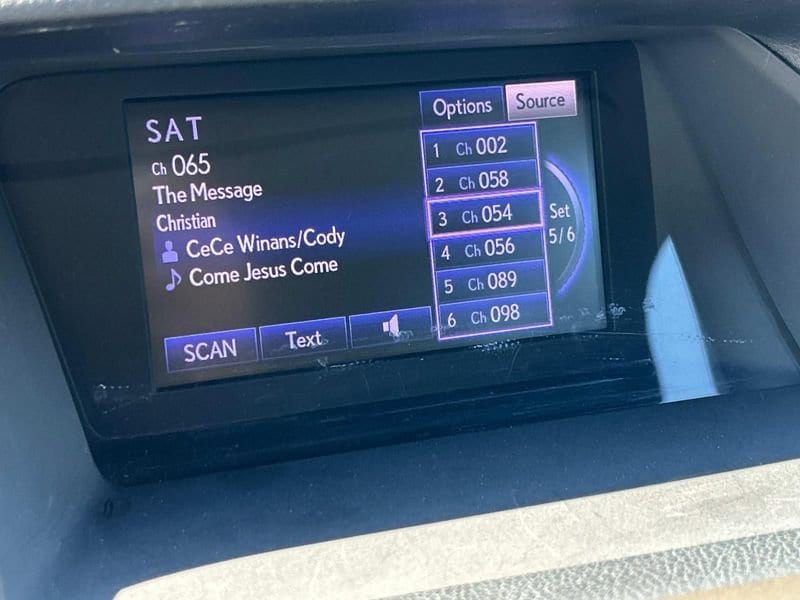 SAT
Ch 065
The Message
Christian
CeCe Winans/Cody
Come Jesus Come
SCAN
Text
Options
Source
1 Ch 002
2 Ch 058
3 Ch 054
4 Ch 056
5 Ch 089
6 Ch 098
Set
5/6